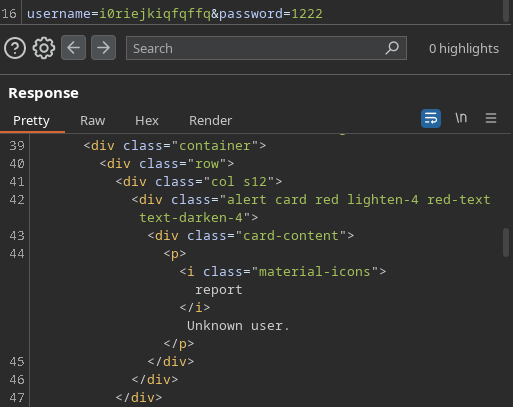 16 username=i0riejkiqfqffq&password=1222
Search 0 highlights
Response
Pretty Raw Hex Render \n
39 <div class="container">
40 <div class="row">
41 <div class="col s12">
42 <div class="alert card red lighten-4 red-text
text-darken-4">
43 <div class="card-content">
44 <p>
<i class="material-icons">
report
</i>
Unknown user.
</p>
45 </div>
46 </div>
47 </div>